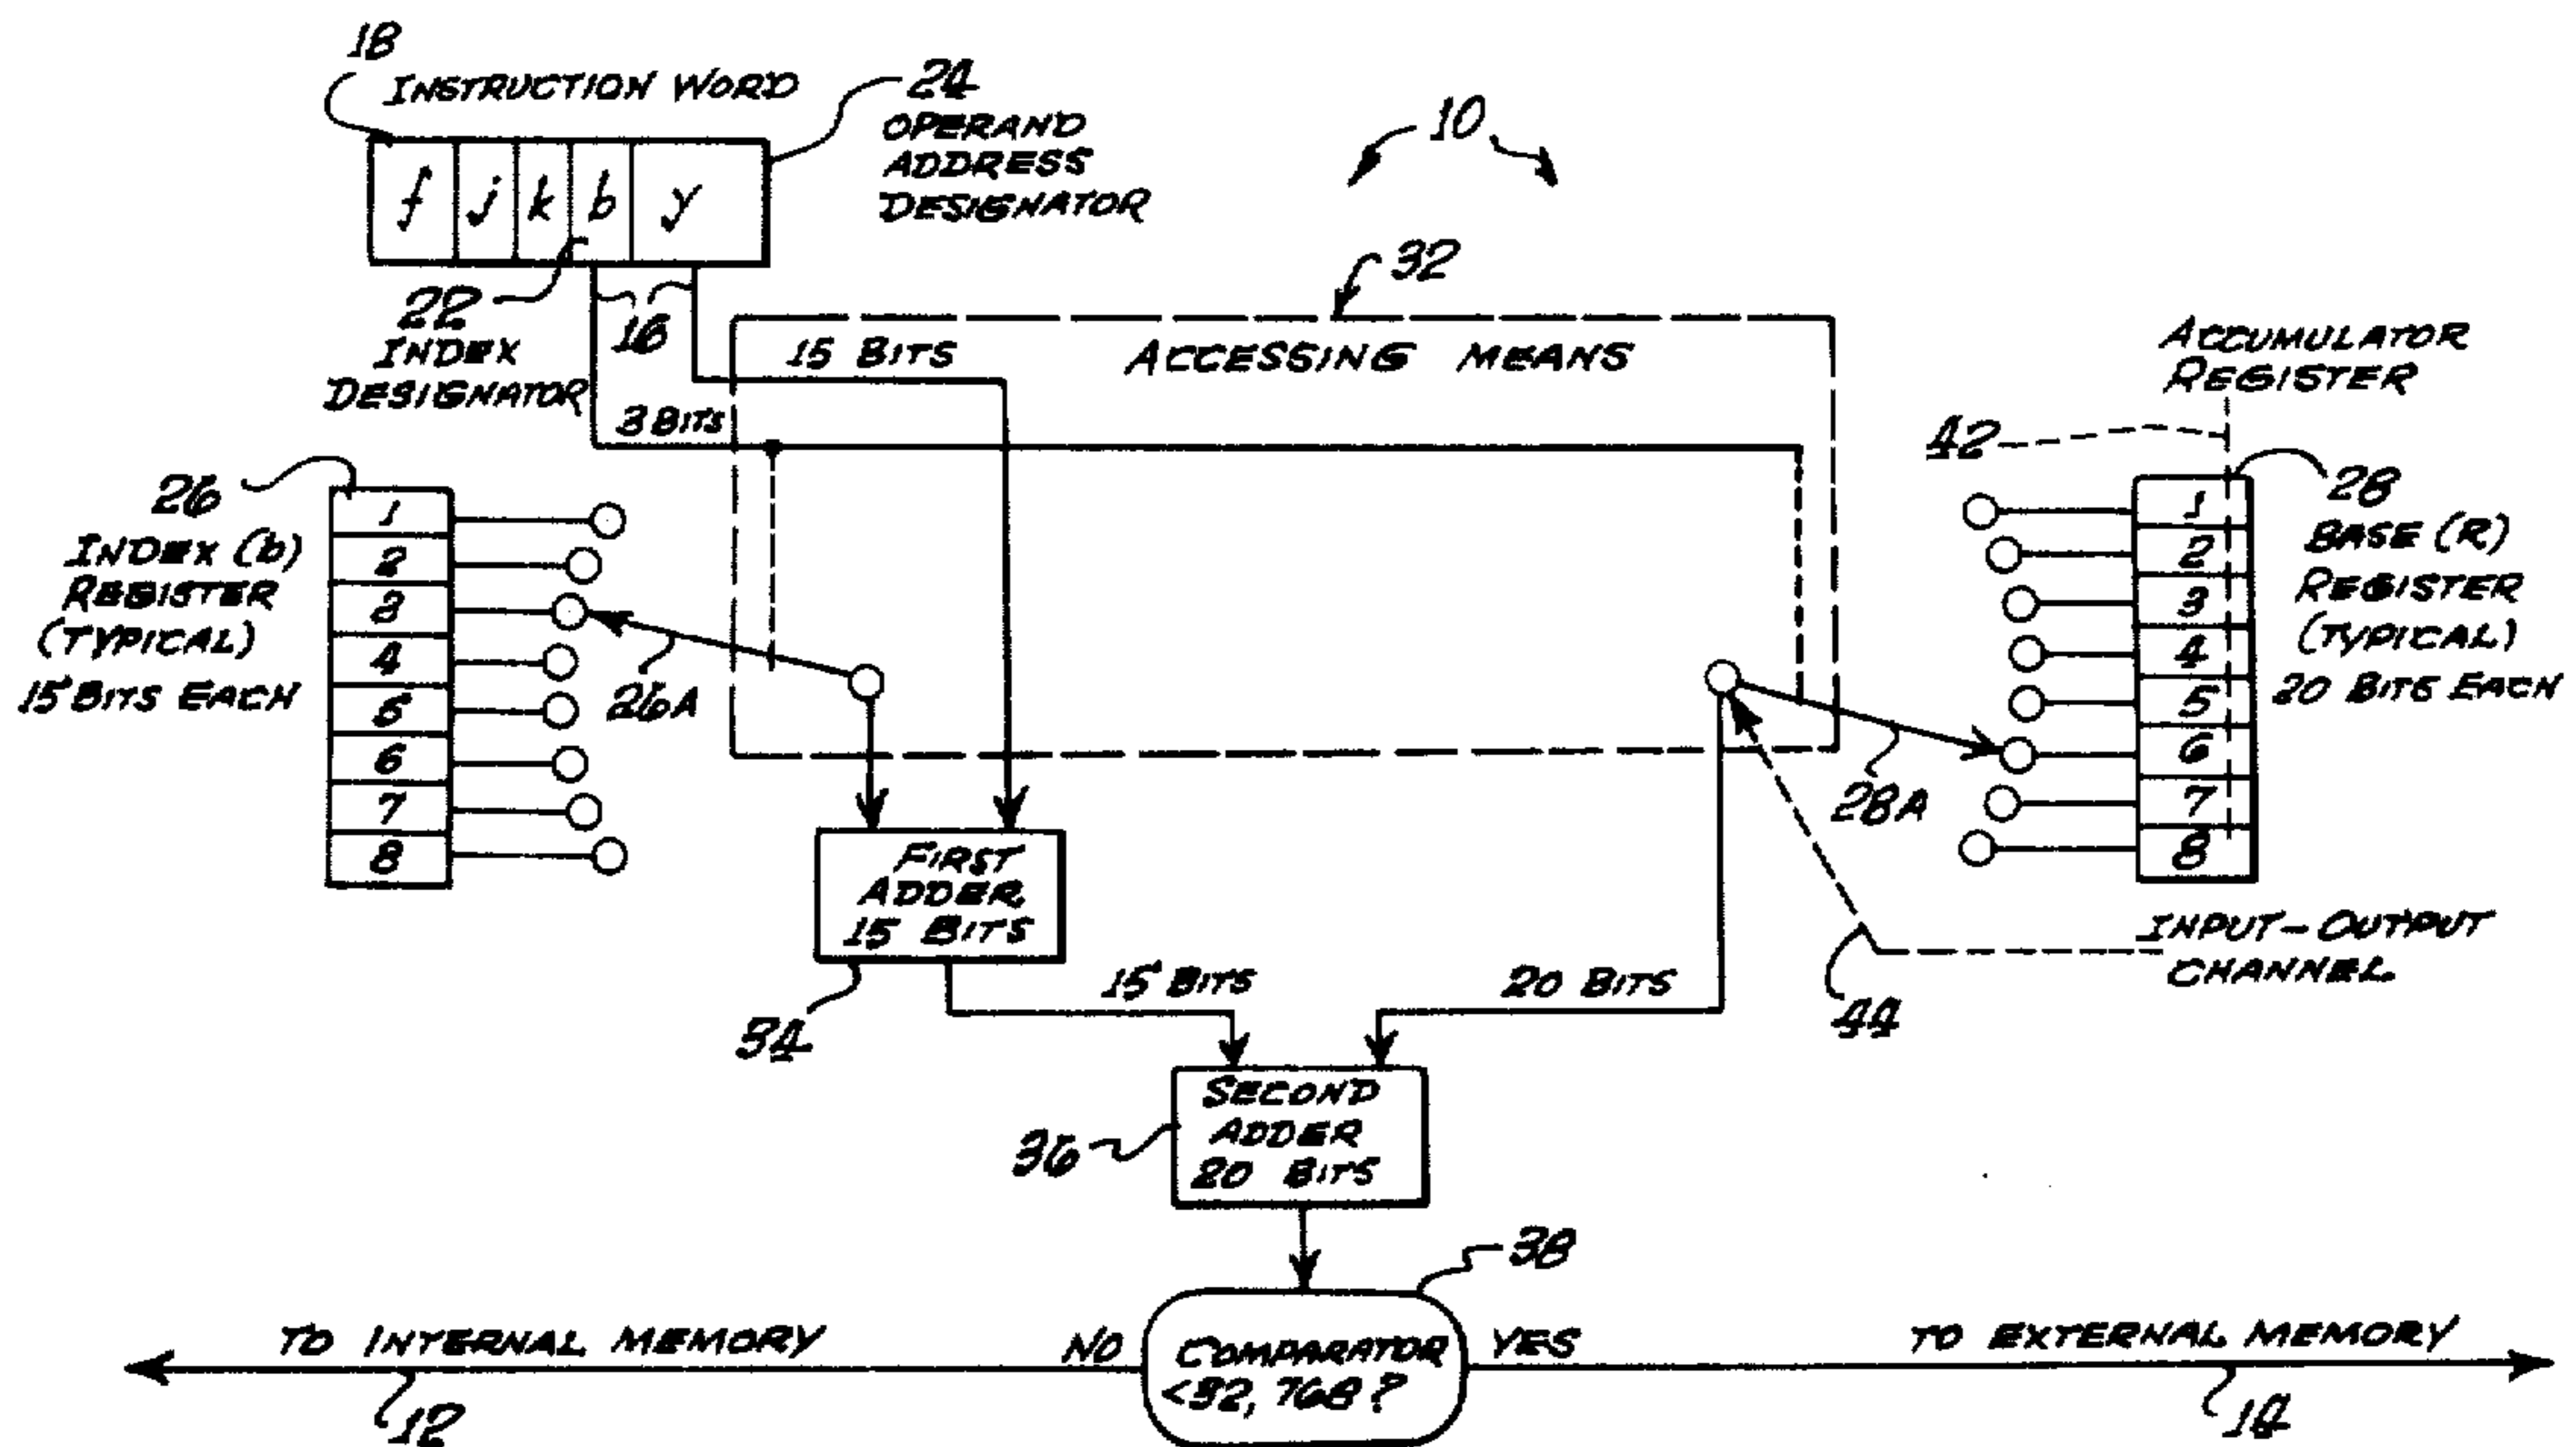 18
INSTRUCTION WORD
24
OPERAND
ADDRESS
DESIGNATOR
10
f j k b y
22
INDEX
DESIGNATOR
16
32
15 BITS
ACCESSING MEANS
3 BITS
ACCUMULATOR
REGISTER
42
26
INDEX (b)
REGISTER
(TYPICAL)
15 BITS EACH
1
2
3
4
5
6
7
8
26A
28
BASE (R)
REGISTER
(TYPICAL)
20 BITS EACH
1
2
3
4
5
6
7
8
28A
FIRST
ADDER
15 BITS
34
15 BITS
20 BITS
INPUT-OUTPUT
CHANNEL
44
SECOND
ADDER
20 BITS
36
38
TO INTERNAL MEMORY
NO
COMPARATOR
<32,768?
YES
TO EXTERNAL MEMORY
12
14